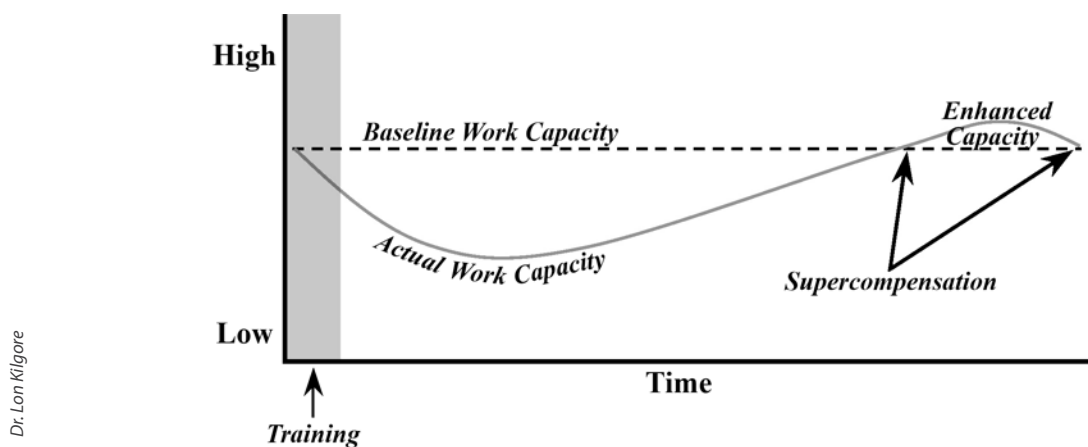 High
Baseline Work Capacity
Enhanced
Capacity
Actual Work Capacity
Supercompensation
Low
Time
Training
Dr. Lon Kilgore